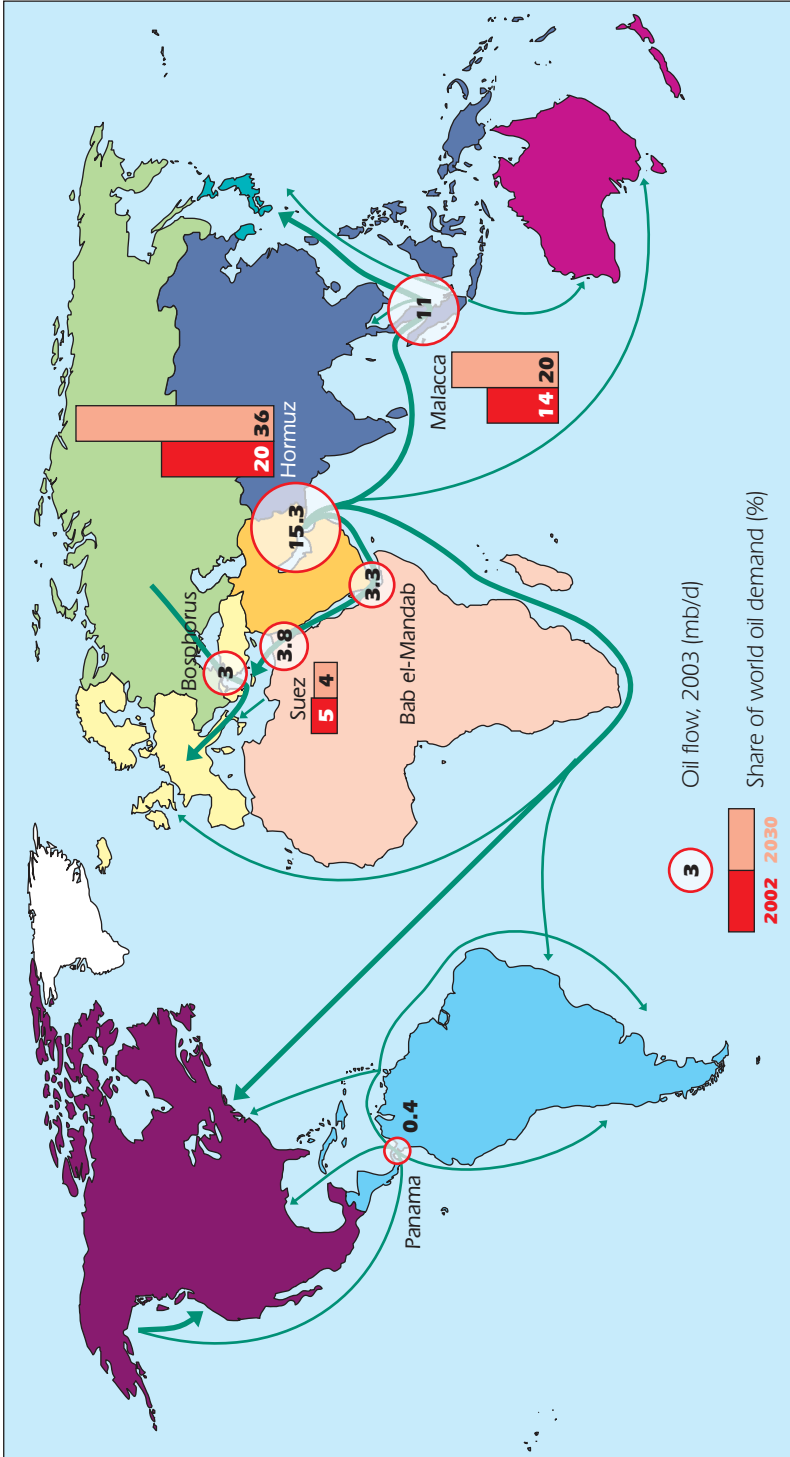 Bosphorus
3
20 36
Hormuz
15.3
Suez
3.8
5 4
3.3
Bab el-Mandab
11
Malacca
14 20
Panama
0.4
3 Oil flow, 2003 (mb/d)
2002 2030 Share of world oil demand (%)